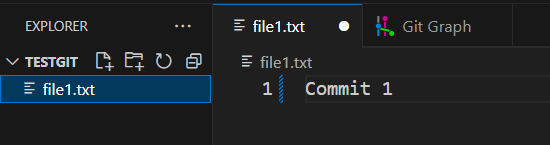 EXPLORER
TESTGIT
file1.txt
file1.txt
Git Graph
file1.txt
1 Commit 1